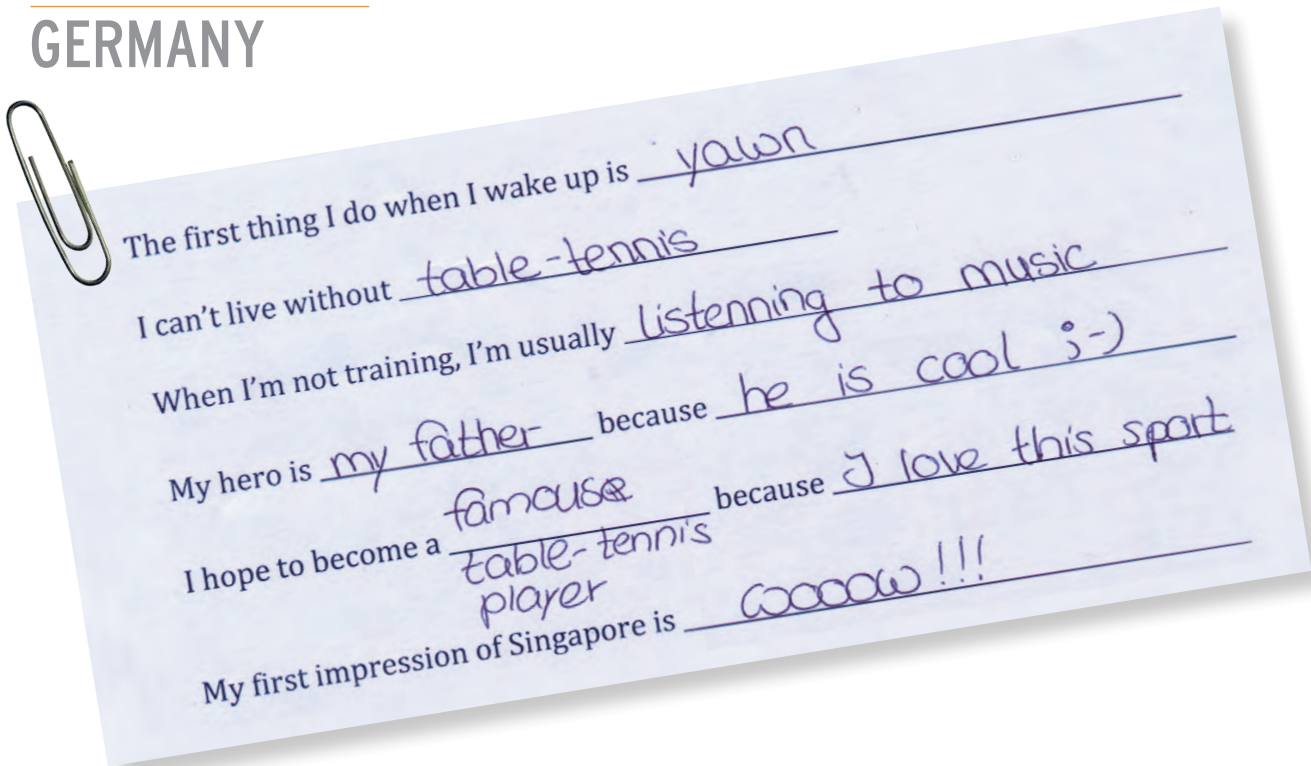 GERMANY
The first thing I do when I wake up is yawn
I can't live without table-tennis
When I'm not training, I'm usually listenning to music
My hero is my father because he is cool ;-)
I hope to become a famouse because I love this sport
table-tennis
player
My first impression of Singapore is woooow!!!